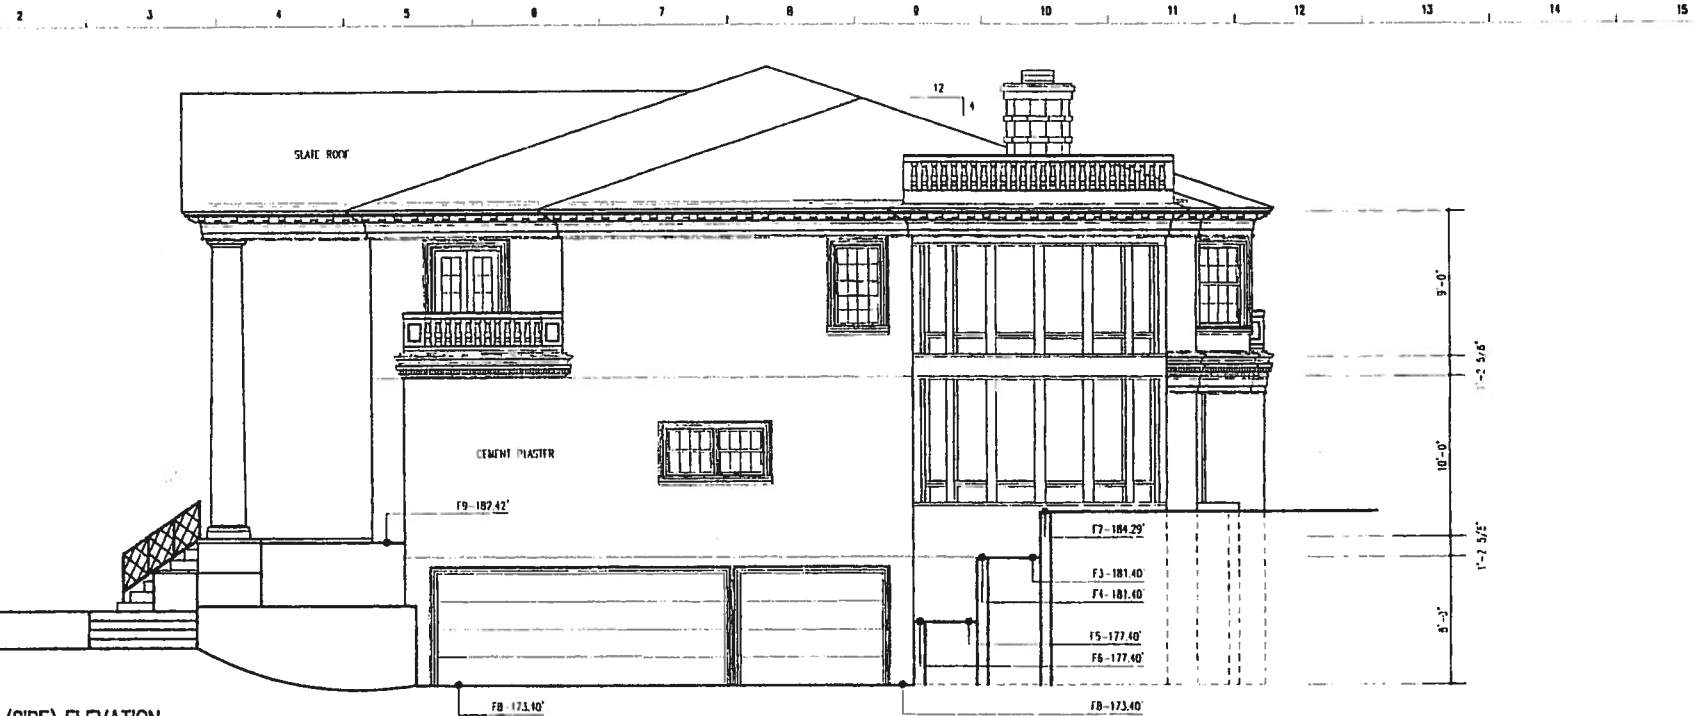 2 3 4 5 6 7 8 9 10 11 12 13 14 15
12
4
SLATE ROOF
9'-0"
1'-2 5/8"
CEMENT PLASTER
10'-0"
F9-182.42'
F7-184.29'
1'-2 5/8"
F3-181.40'
F4-181.40'
F5-177.40'
F6-177.40'
F8-173.40'
F8-173.40'
(SIDE) ELEVATION